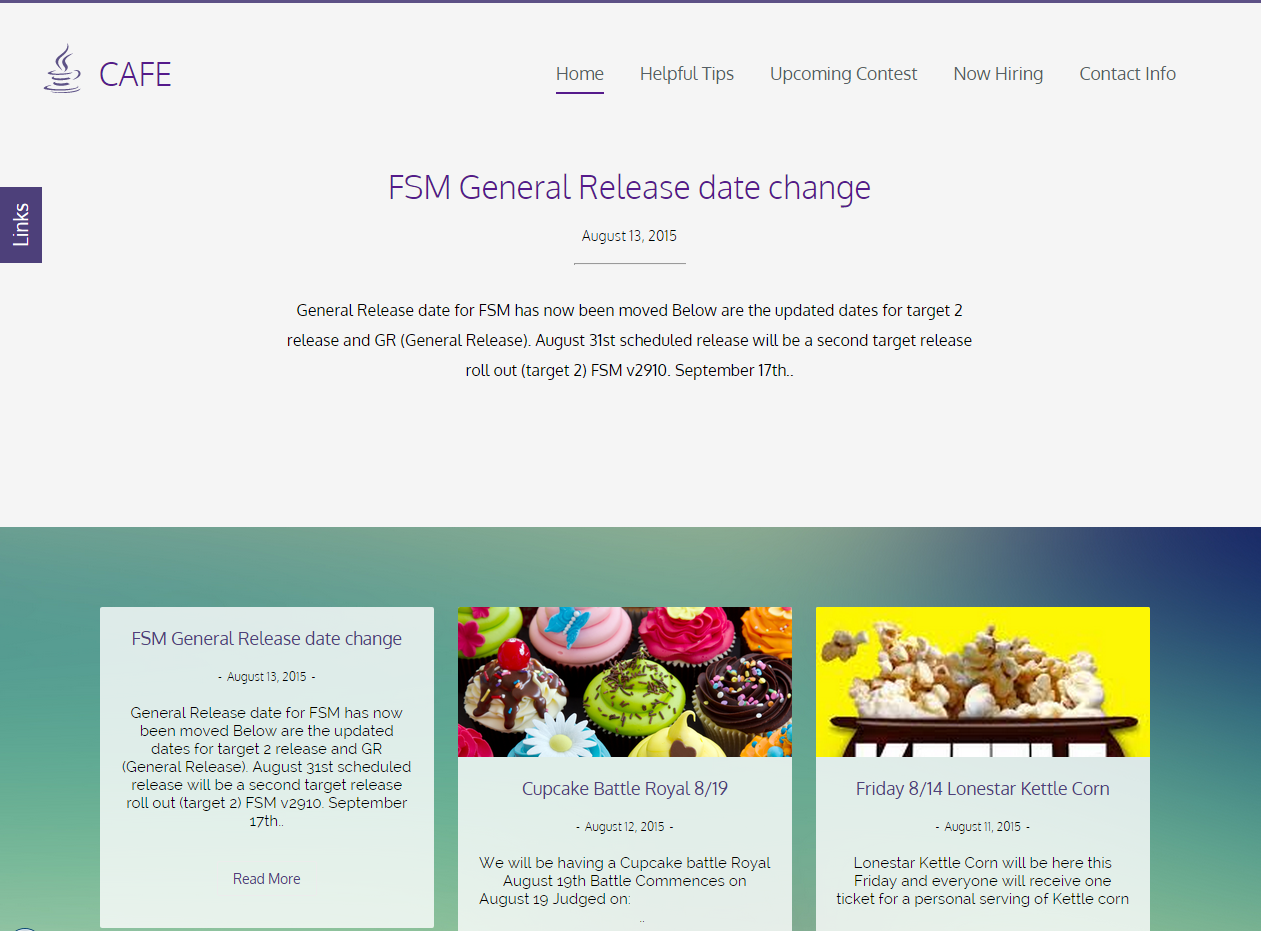 CAFE
Home
Helpful Tips
Upcoming Contest
Now Hiring
Contact Info
Links
FSM General Release date change
August 13, 2015
General Release date for FSM has now been moved Below are the updated dates for target 2
release and GR (General Release). August 31st scheduled release will be a second target release
roll out (target 2) FSM v2910. September 17th..
FSM General Release date change
- August 13, 2015 -
General Release date for FSM has now
been moved Below are the updated
dates for target 2 release and GR
(General Release). August 31st scheduled
release will be a second target release
roll out (target 2) FSM v2910. September
17th..
Read More
Cupcake Battle Royal 8/19
- August 12, 2015 -
We will be having a Cupcake battle Royal
August 19th Battle Commences on
August 19 Judged on:
..
Friday 8/14 Lonestar Kettle Corn
- August 11, 2015 -
Lonestar Kettle Corn will be here this
Friday and everyone will receive one
ticket for a personal serving of Kettle corn